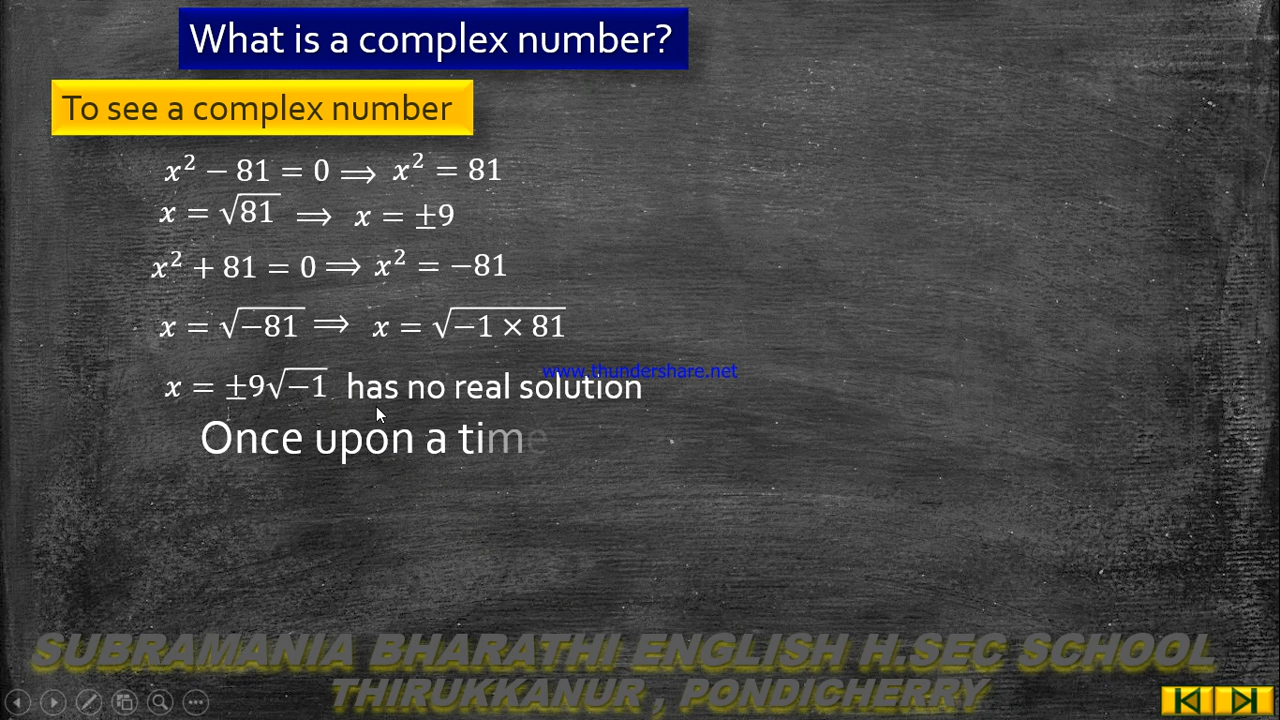 What is a complex number?
To see a complex number
x² − 81 = 0 ⟹ x² = 81
x = √81 ⟹ x = ±9
x² + 81 = 0 ⟹ x² = −81
x = √−81 ⟹ x = √−1 × 81
www.thundershare.net
x = ±9√−1 has no real solution
Once upon a time
SUBRAMANIA BHARATHI ENGLISH H.SEC SCHOOL
THIRUKKANUR , PONDICHERRY